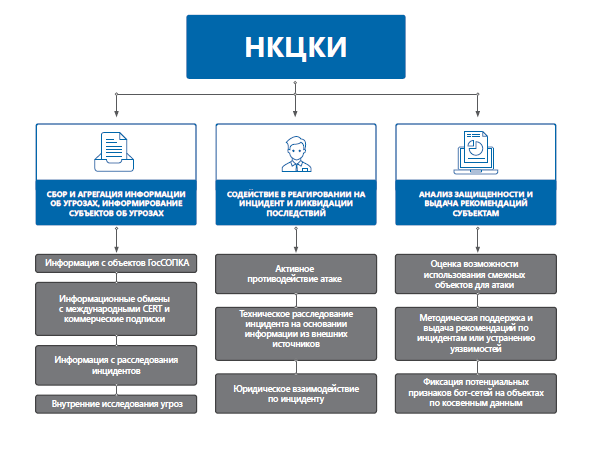 НКЦКИ
СБОР И АГРЕГАЦИЯ ИНФОРМАЦИИ
ОБ УГРОЗАХ, ИНФОРМИРОВАНИЕ
СУБЪЕКТОВ ОБ УГРОЗАХ
Информация с объектов ГосСОПКА
Информационные обмены
с международными CERT и
коммерческие подписки
Информация с расследования
инцидентов
Внутренние исследования угроз
СОДЕЙСТВИЕ В РЕАГИРОВАНИИ НА
ИНЦИДЕНТ И ЛИКВИДАЦИИ
ПОСЛЕДСТВИЙ
Активное
противодействие атаке
Техническое расследование
инцидента на основании
информации из внешних
источников
Юридическое взаимодействие
по инциденту
АНАЛИЗ ЗАЩИЩЕННОСТИ И
ВЫДАЧА РЕКОМЕНДАЦИЙ
СУБЪЕКТАМ
Оценка возможности
использования смежных
объектов для атаки
Методическая поддержка и
выдача рекомендаций по
инцидентам или устранению
уязвимостей
Фиксация потенциальных
признаков бот-сетей на объектах
по косвенным данным